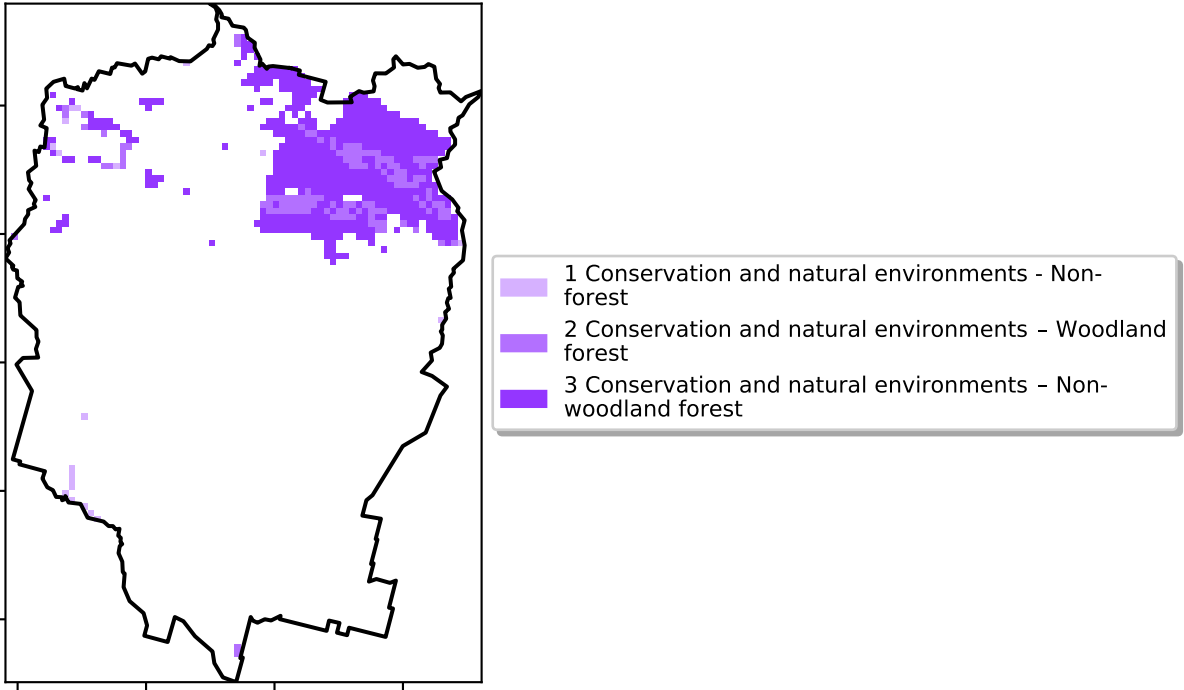 1 Conservation and natural environments - Non-
forest
2 Conservation and natural environments – Woodland
forest
3 Conservation and natural environments – Non-
woodland forest